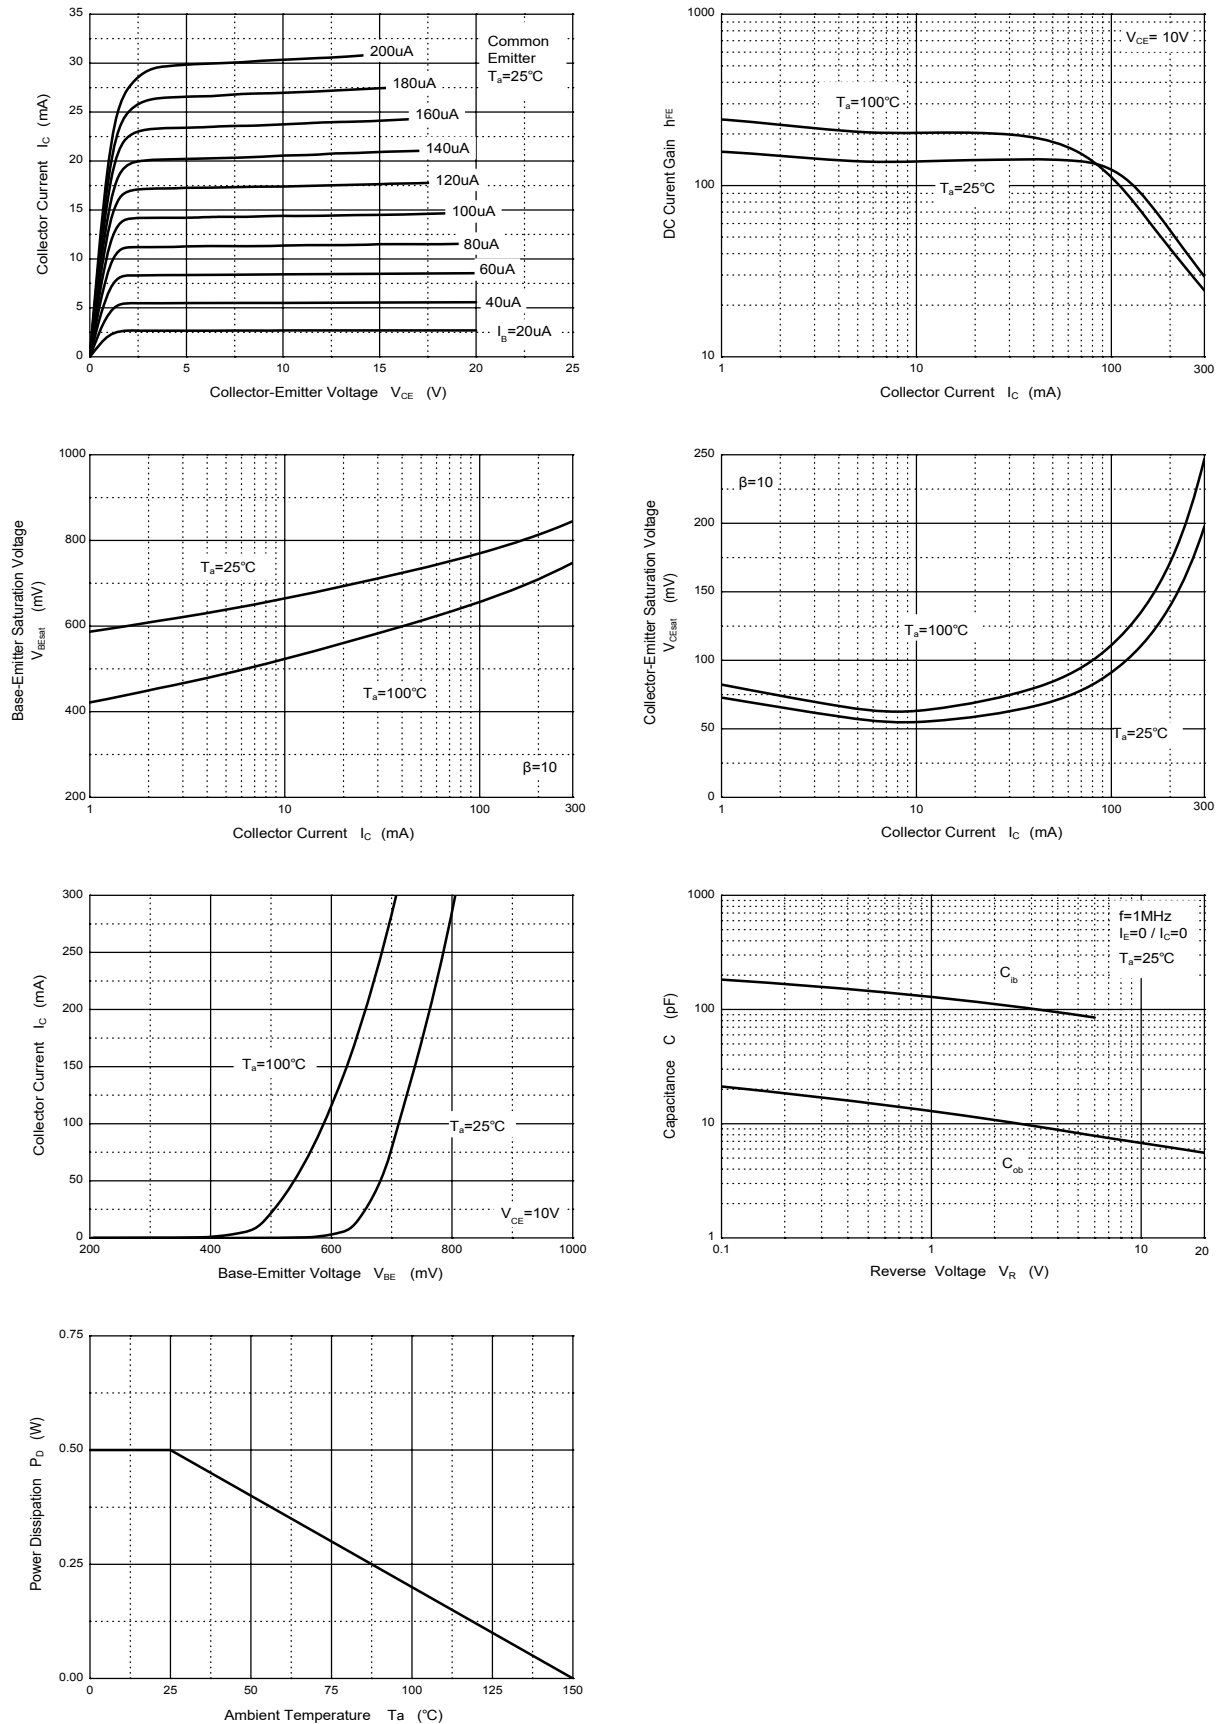 35
30
25
20
15
10
5
0
0
5
10
15
20
25
Collector Current I_C (mA)
Collector-Emitter Voltage V_CE (V)
Common
Emitter
T_a=25℃
200uA
180uA
160uA
140uA
120uA
100uA
80uA
60uA
40uA
I_B=20uA
1000
100
10
1
10
100
300
DC Current Gain h_FE
Collector Current I_C (mA)
V_CE= 10V
T_a=100℃
T_a=25℃
1000
800
600
400
200
1
10
100
300
Base-Emitter Saturation Voltage
V_BEsat (mV)
Collector Current I_C (mA)
T_a=25℃
T_a=100℃
β=10
250
200
150
100
50
0
1
10
100
300
Collector-Emitter Saturation Voltage
V_CEsat (mV)
Collector Current I_C (mA)
β=10
T_a=100℃
T_a=25℃
300
250
200
150
100
50
0
200
400
600
800
1000
Collector Current I_C (mA)
Base-Emitter Voltage V_BE (mV)
T_a=100℃
T_a=25℃
V_CE=10V
1000
100
10
1
0.1
1
10
20
Capacitance C (pF)
Reverse Voltage V_R (V)
f=1MHz
I_E=0 / I_C=0
T_a=25℃
C_ib
C_ob
0.75
0.50
0.25
0.00
0
25
50
75
100
125
150
Power Dissipation P_D (W)
Ambient Temperature Ta (℃)